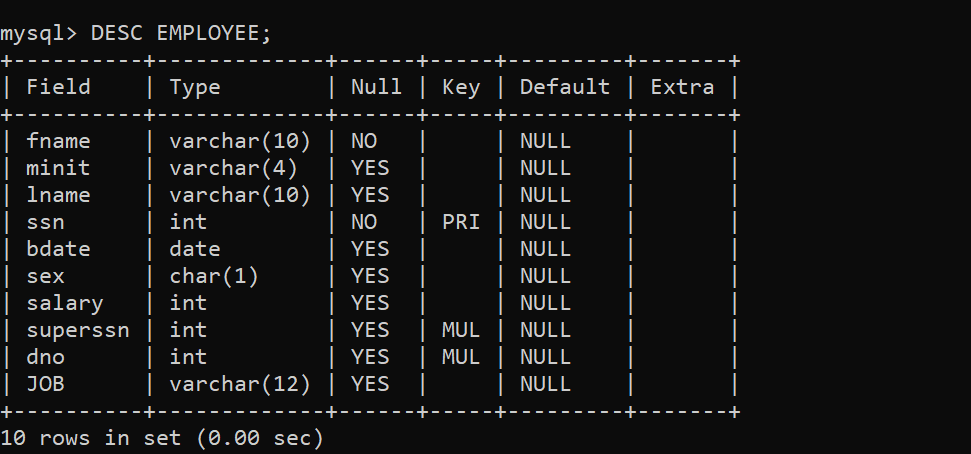 mysql> DESC EMPLOYEE;
+----------+-------------+------+-----+---------+-------+
| Field    | Type        | Null | Key | Default | Extra |
+----------+-------------+------+-----+---------+-------+
| fname    | varchar(10) | NO   |     | NULL    |       |
| minit    | varchar(4)  | YES  |     | NULL    |       |
| lname    | varchar(10) | YES  |     | NULL    |       |
| ssn      | int         | NO   | PRI | NULL    |       |
| bdate    | date        | YES  |     | NULL    |       |
| sex      | char(1)     | YES  |     | NULL    |       |
| salary   | int         | YES  |     | NULL    |       |
| superssn | int         | YES  | MUL | NULL    |       |
| dno      | int         | YES  | MUL | NULL    |       |
| JOB      | varchar(12) | YES  |     | NULL    |       |
+----------+-------------+------+-----+---------+-------+
10 rows in set (0.00 sec)